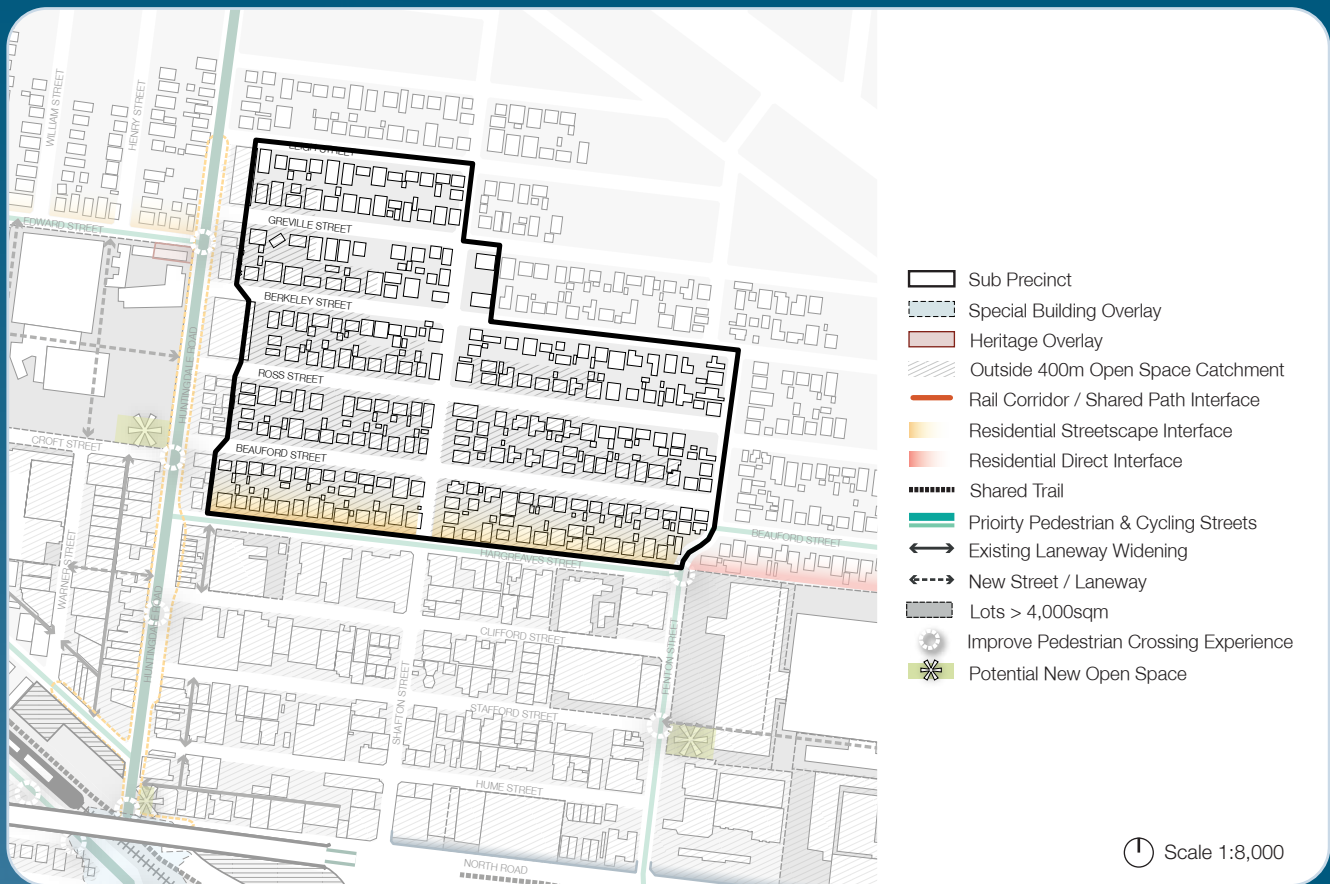 WILLIAM STREET
HENRY STREET
LEIGH STREET
EDWARD STREET
GREVILLE STREET
BERKELEY STREET
HUNTINGDALE ROAD
ROSS STREET
CROFT STREET
BEAUFORD STREET
BEAUFORD STREET
HARGREAVES STREET
WARNER STREET
HUNTINGDALE ROAD
CLIFFORD STREET
FENTON STREET
SHAFTON STREET
STAFFORD STREET
HUME STREET
NORTH ROAD
Sub Precinct
Special Building Overlay
Heritage Overlay
Outside 400m Open Space Catchment
Rail Corridor / Shared Path Interface
Residential Streetscape Interface
Residential Direct Interface
Shared Trail
Prioirty Pedestrian & Cycling Streets
Existing Laneway Widening
New Street / Laneway
Lots > 4,000sqm
Improve Pedestrian Crossing Experience
Potential New Open Space
Scale 1:8,000